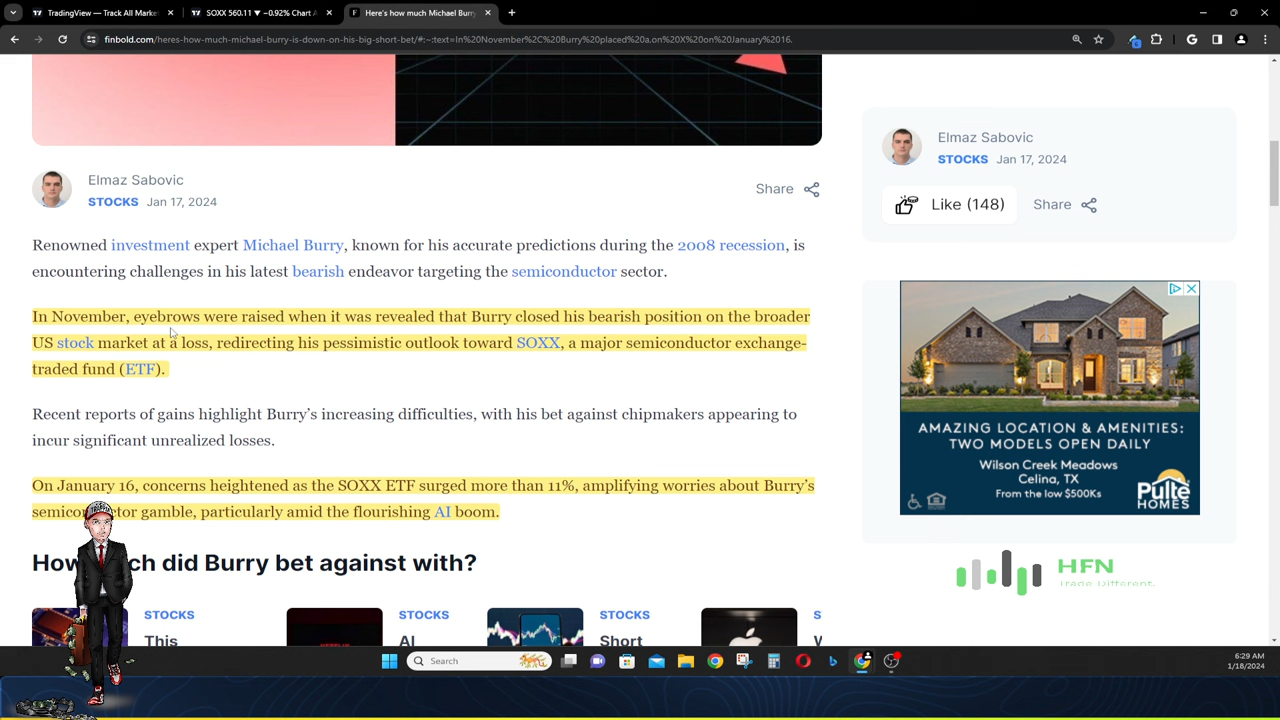 TradingView — Track All Market
SOXX 560.11 ▼ −0.92% Chart A
Here's how much Michael Burry
finbold.com/heres-how-much-michael-burry-is-down-on-his-big-short-bet/#:~:text=In%20November%2C%20Burry%20placed%20a,on%20X%20on%20January%2016.
Elmaz Sabovic
STOCKS Jan 17, 2024
Share
Renowned investment expert Michael Burry, known for his accurate predictions during the 2008 recession, is
encountering challenges in his latest bearish endeavor targeting the semiconductor sector.
In November, eyebrows were raised when it was revealed that Burry closed his bearish position on the broader
US stock market at a loss, redirecting his pessimistic outlook toward SOXX, a major semiconductor exchange-
traded fund (ETF).
Recent reports of gains highlight Burry's increasing difficulties, with his bet against chipmakers appearing to
incur significant unrealized losses.
On January 16, concerns heightened as the SOXX ETF surged more than 11%, amplifying worries about Burry's
semicon tor gamble, particularly amid the flourishing AI boom.
How ch did Burry bet against with?
STOCKS
This
STOCKS
AI
STOCKS
Short
S
Elmaz Sabovic
STOCKS Jan 17, 2024
Like (148)
Share
AMAZING LOCATION & AMENITIES:
TWO MODELS OPEN DAILY
Wilson Creek Meadows
Celina, TX
From the low $500Ks
Pulte
HOMES
HFN
Trade Different.
Search
6:29 AM
1/18/2024